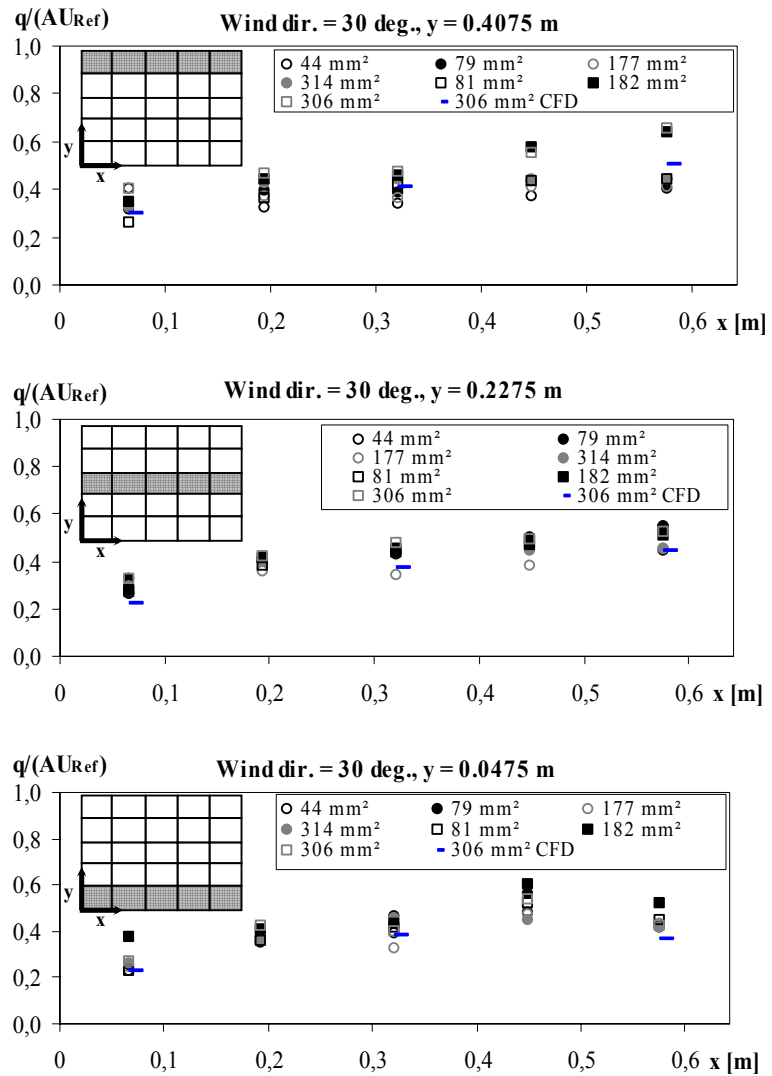 q/(AURef)
Wind dir. = 30 deg., y = 0.4075 m
1,0
0,8
0,6
0,4
0,2
0,0
44 mm² 79 mm² 177 mm²
314 mm² 81 mm² 182 mm²
306 mm² 306 mm² CFD
y
x
0 0,1 0,2 0,3 0,4 0,5 0,6 x [m]
q/(AURef)
Wind dir. = 30 deg., y = 0.2275 m
1,0
0,8
0,6
0,4
0,2
0,0
44 mm² 79 mm²
177 mm² 314 mm²
81 mm² 182 mm²
306 mm² 306 mm² CFD
y
x
0 0,1 0,2 0,3 0,4 0,5 0,6 x [m]
q/(AURef)
Wind dir. = 30 deg., y = 0.0475 m
1,0
0,8
0,6
0,4
0,2
0,0
44 mm² 79 mm² 177 mm²
314 mm² 81 mm² 182 mm²
306 mm² 306 mm² CFD
y
x
0 0,1 0,2 0,3 0,4 0,5 0,6 x [m]